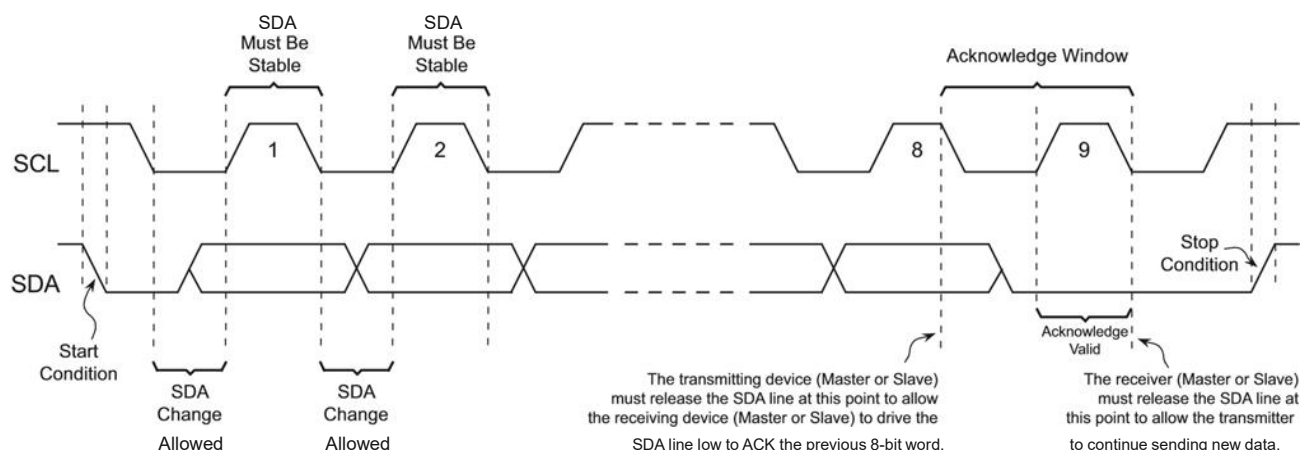 SDA
Must Be
Stable
SDA
Must Be
Stable
Acknowledge Window
SCL
1
2
8
9
SDA
Stop
Condition
Start
Condition
Acknowledge
Valid
SDA
Change
Allowed
SDA
Change
Allowed
The transmitting device (Master or Slave)
must release the SDA line at this point to allow
the receiving device (Master or Slave) to drive the
SDA line low to ACK the previous 8-bit word.
The receiver (Master or Slave)
must release the SDA line at
this point to allow the transmitter
to continue sending new data.